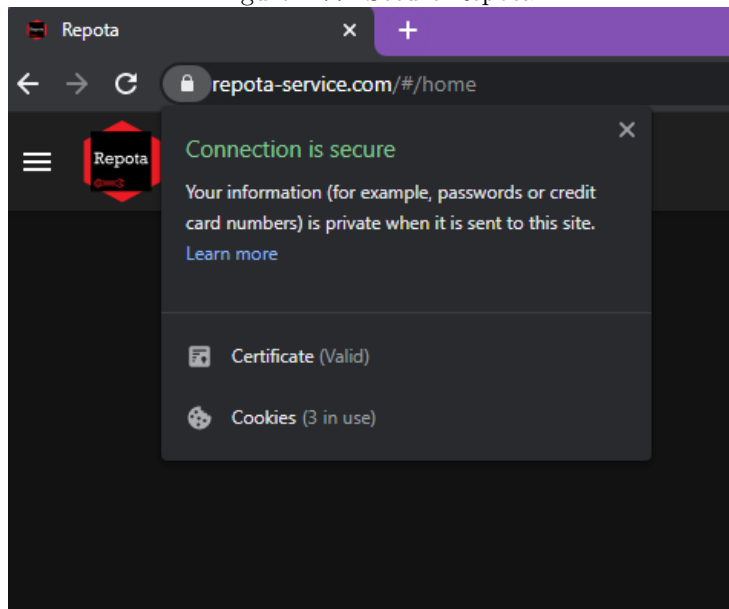 Repota
repota-service.com/#/home
Repota
Connection is secure
Your information (for example, passwords or credit
card numbers) is private when it is sent to this site.
Learn more
Certificate (Valid)
Cookies (3 in use)